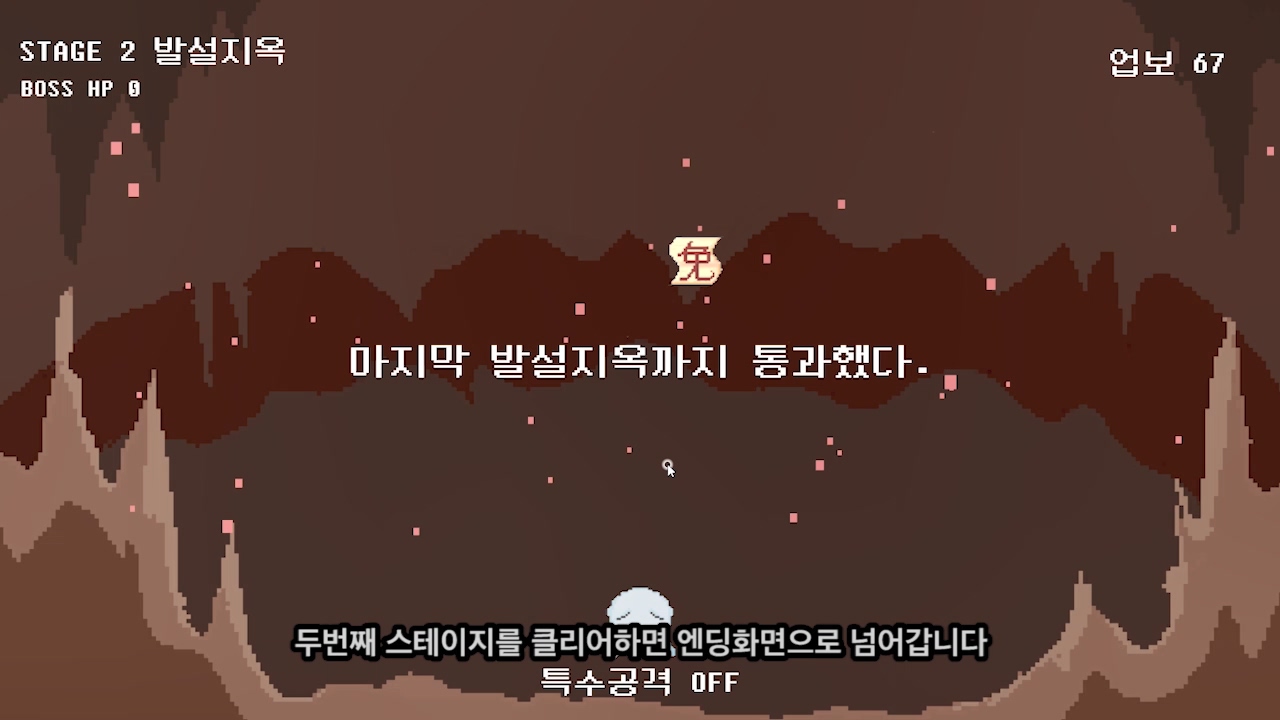 STAGE 2 발설지옥
BOSS HP 0
업보 67
免
마지막 발설지옥까지 통과했다.
두번째 스테이지를 클리어하면 엔딩화면으로 넘어갑니다
특수공격 OFF